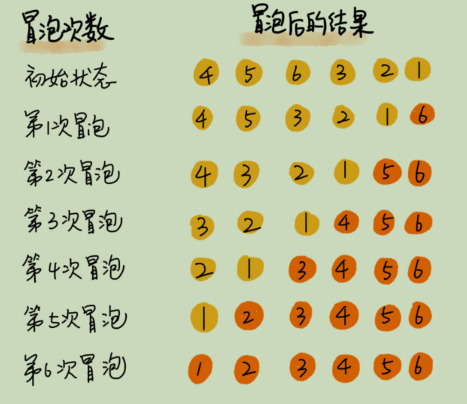 冒泡次数 冒泡后的结果
初始状态 4 5 6 3 2 1
第1次冒泡 4 5 3 2 1 6
第2次冒泡 4 3 2 1 5 6
第3次冒泡 3 2 1 4 5 6
第4次冒泡 2 1 3 4 5 6
第5次冒泡 1 2 3 4 5 6
第6次冒泡 1 2 3 4 5 6